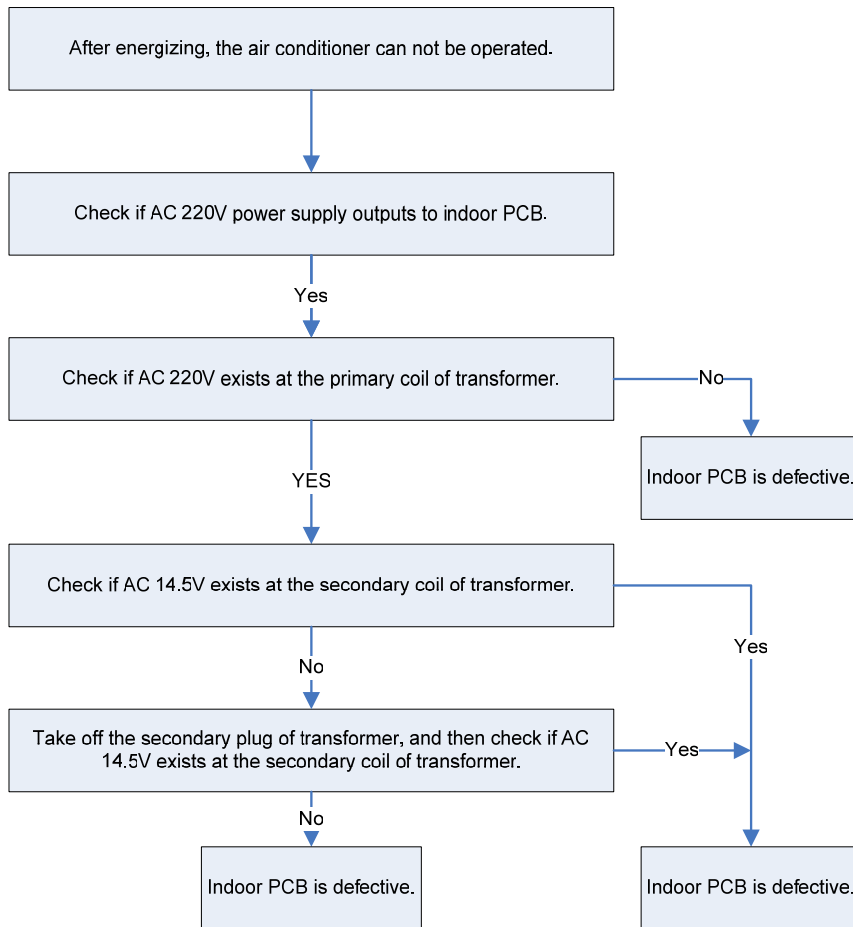 After energizing, the air conditioner can not be operated.
Check if AC 220V power supply outputs to indoor PCB.
Yes
Check if AC 220V exists at the primary coil of transformer.
No
Indoor PCB is defective.
YES
Check if AC 14.5V exists at the secondary coil of transformer.
Yes
No
Take off the secondary plug of transformer, and then check if AC
14.5V exists at the secondary coil of transformer.
Yes
No
Indoor PCB is defective.
Indoor PCB is defective.